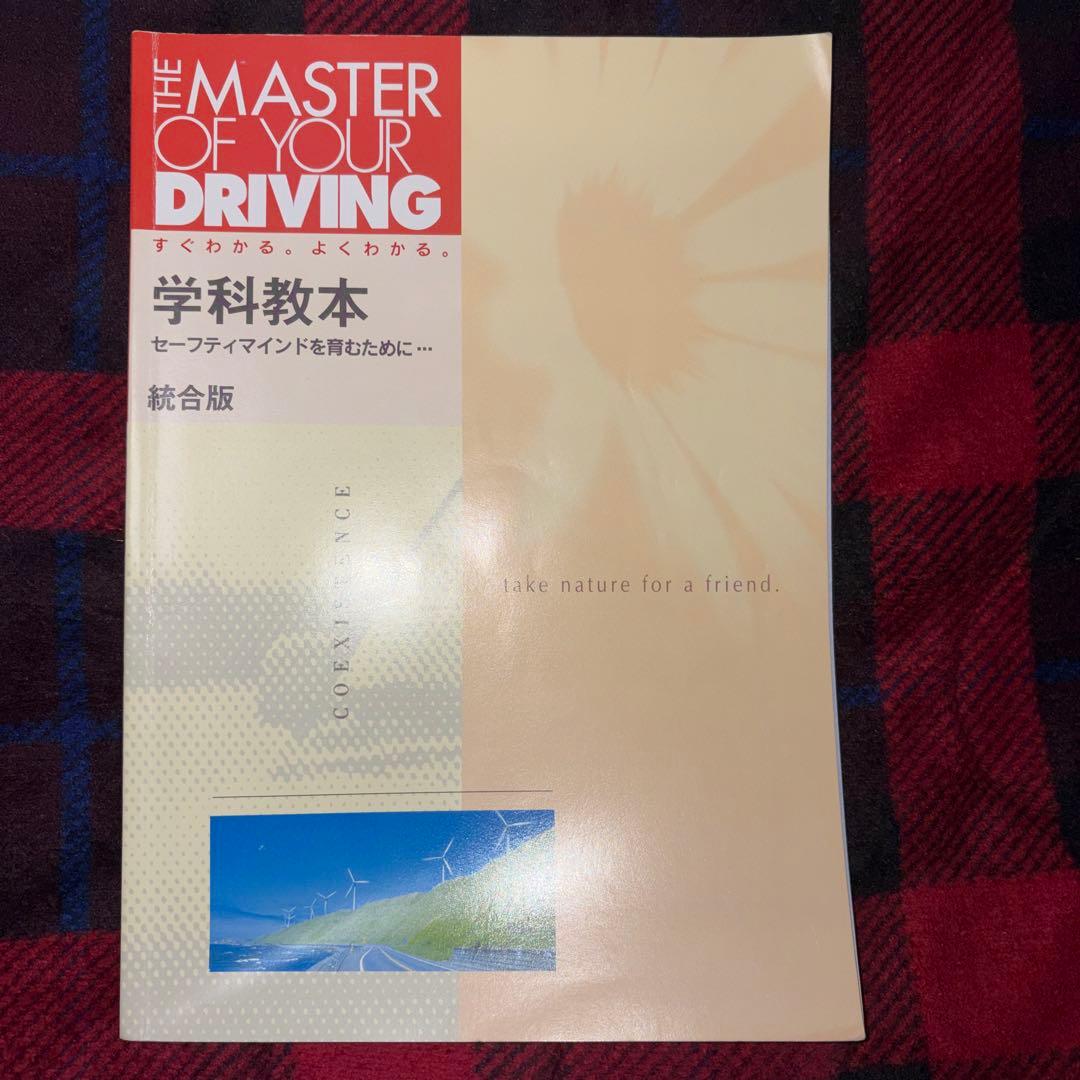 THE MASTER
OF YOUR
DRIVING
すぐわかる。よくわかる。
学科教本
セーフティマインドを育むために…
統合版
COEXISTENCE
take nature for a friend.